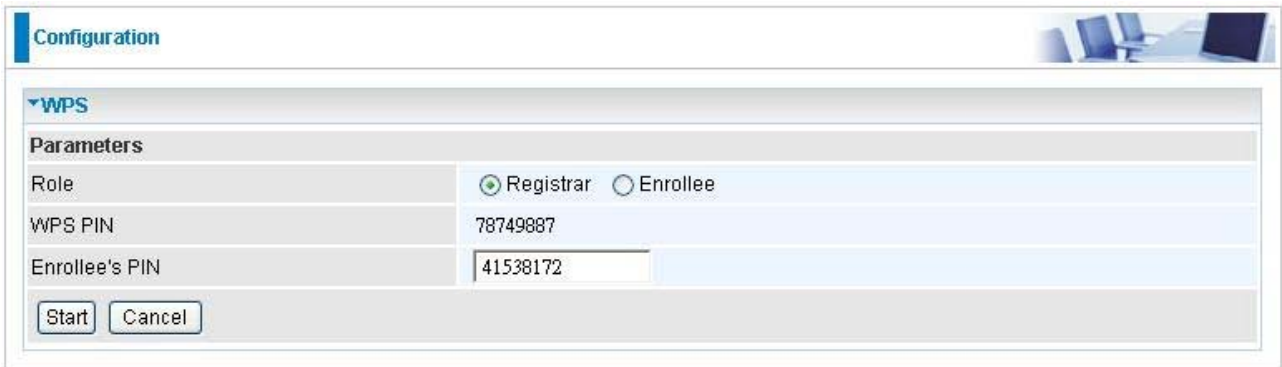 Configuration
WPS
Parameters
Role Registrar Enrollee
WPS PIN 78749887
Enrollee's PIN 41538172
Start Cancel